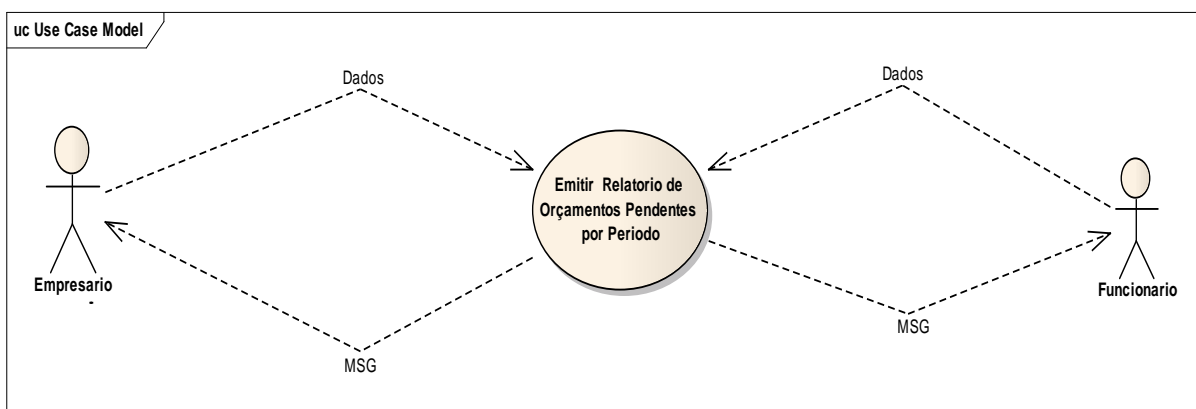 uc Use Case Model
Dados
Dados
Emitir Relatorio de
Orçamentos Pendentes
por Periodo
Empresario
-
Funcionario
MSG
MSG